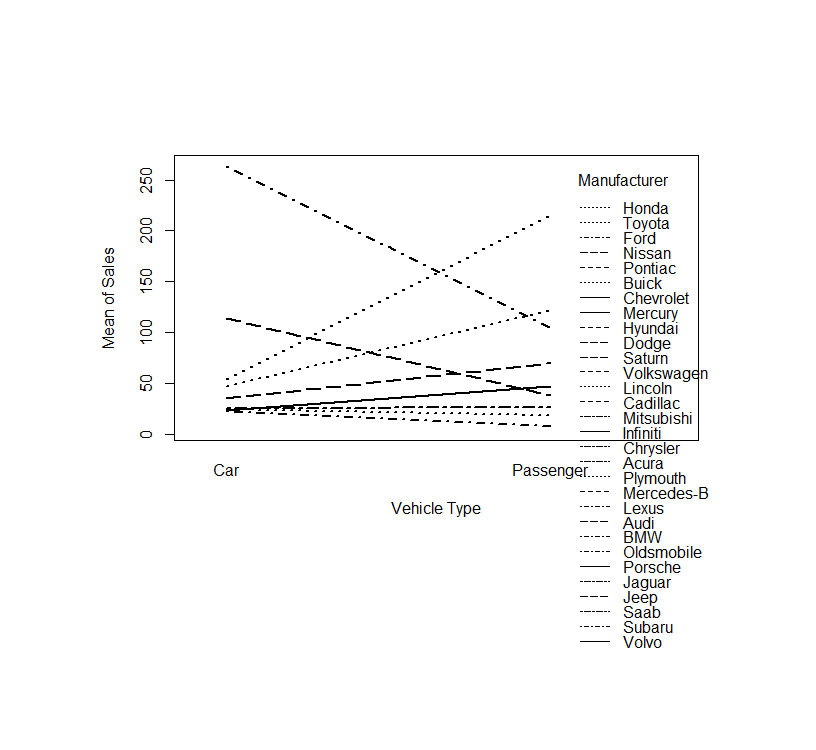 Mean of Sales
250
200
150
100
50
0
Car
Passenger
Vehicle Type
Manufacturer
Honda
Toyota
Ford
Nissan
Pontiac
Buick
Chevrolet
Mercury
Hyundai
Dodge
Saturn
Volkswagen
Lincoln
Cadillac
Mitsubishi
Infiniti
Chrysler
Acura
Plymouth
Mercedes-B
Lexus
Audi
BMW
Oldsmobile
Porsche
Jaguar
Jeep
Saab
Subaru
Volvo